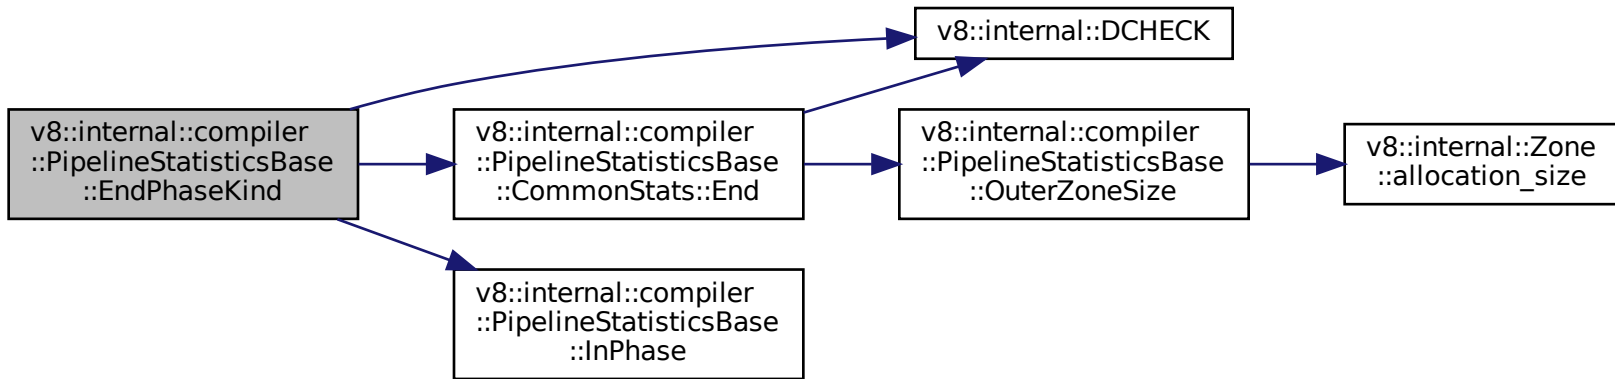 v8::internal::DCHECK
v8::internal::compiler
::PipelineStatisticsBase
::EndPhaseKind
v8::internal::compiler
::PipelineStatisticsBase
::CommonStats::End
v8::internal::compiler
::PipelineStatisticsBase
::OuterZoneSize
v8::internal::Zone
::allocation_size
v8::internal::compiler
::PipelineStatisticsBase
::InPhase